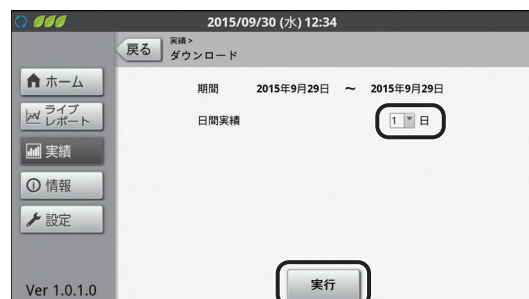 2015/09/30 (水) 12:34
戻る
実績 >
ダウンロード
ホーム
ライブ
レポート
実績
情報
設定
Ver 1.0.1.0
期間 2015年9月29日 ～ 2015年9月29日
日間実績 1 日
実行